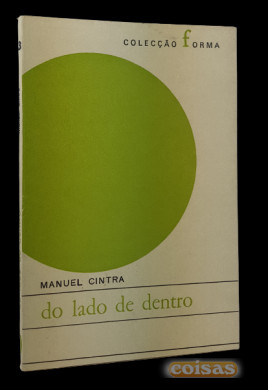 COLECÇÃO FORMA
MANUEL CINTRA
do lado de dentro
coisas